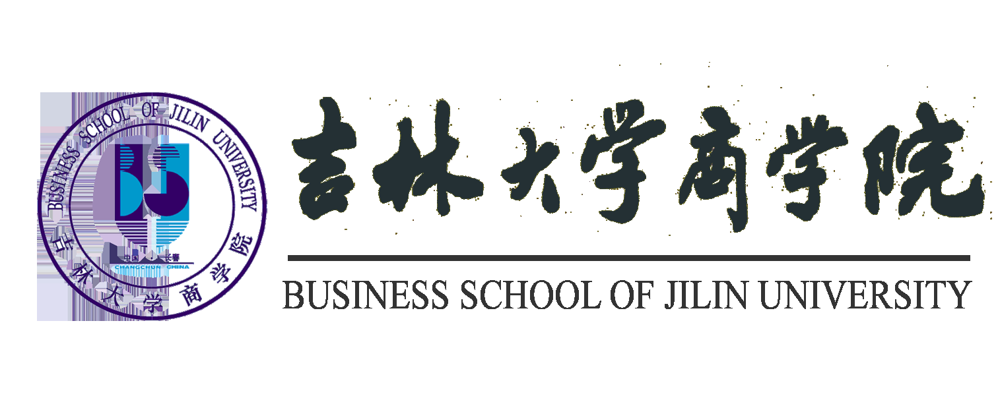 BUSINESS SCHOOL OF JILIN UNIVERSITY
BS
中国 长春
CHANGCHUN CHINA
吉林大学商学院
吉林大学商学院
BUSINESS SCHOOL OF JILIN UNIVERSITY